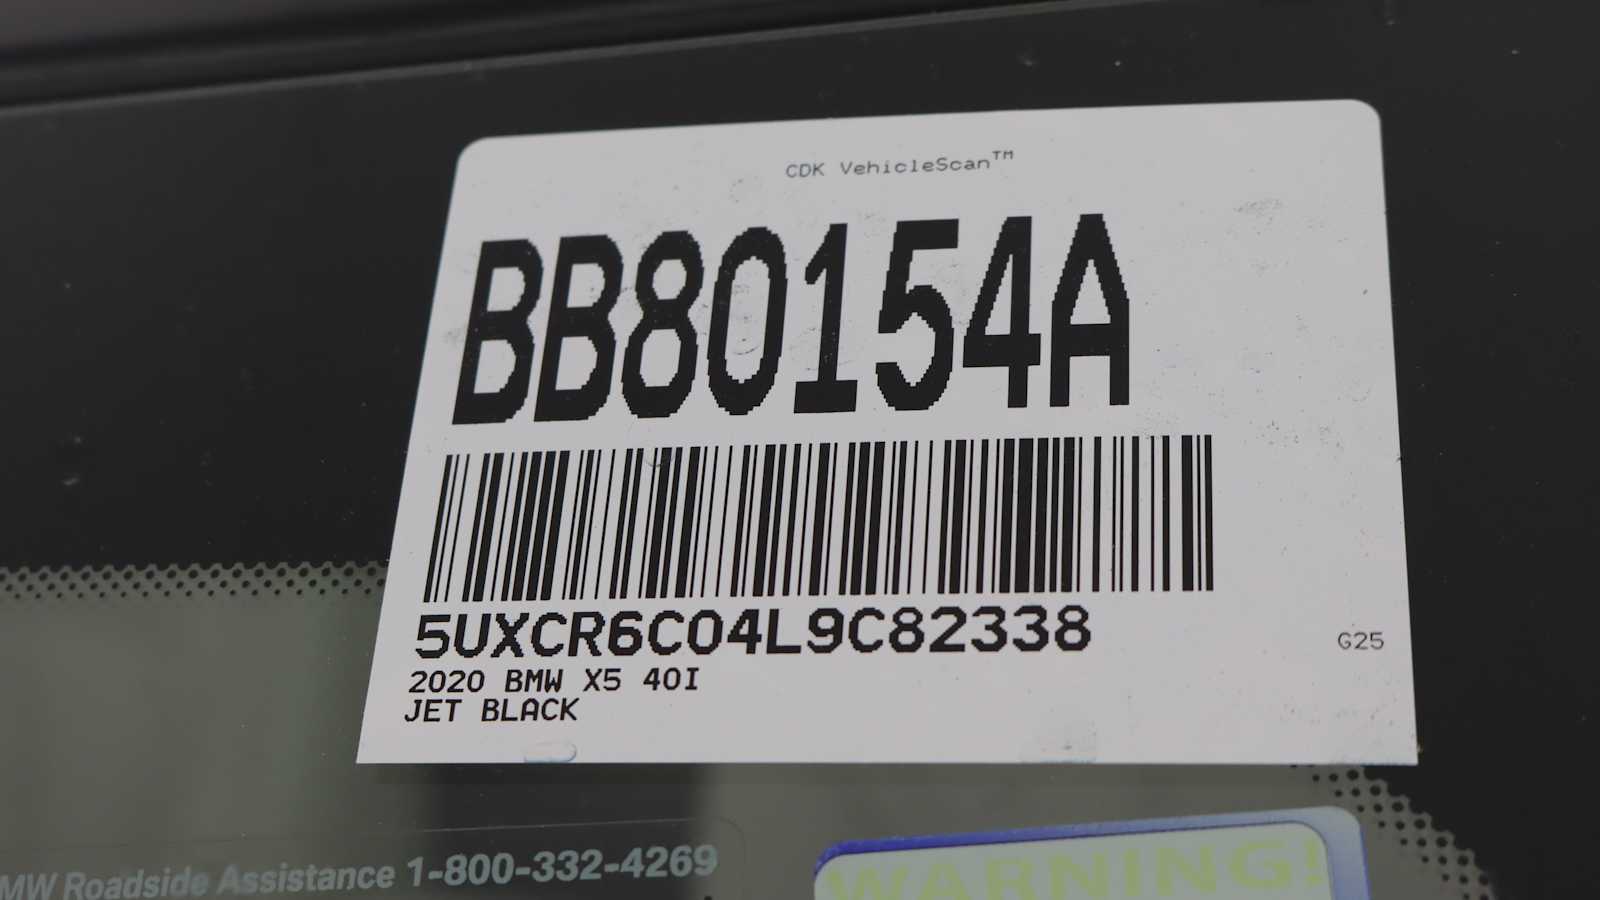 CDK VehicleScan™
BB80154A
5UXCR6C04L9C82338
G25
2020 BMW X5 40I
JET BLACK
MW Roadside Assistance 1-800-332-4269
WARNING!